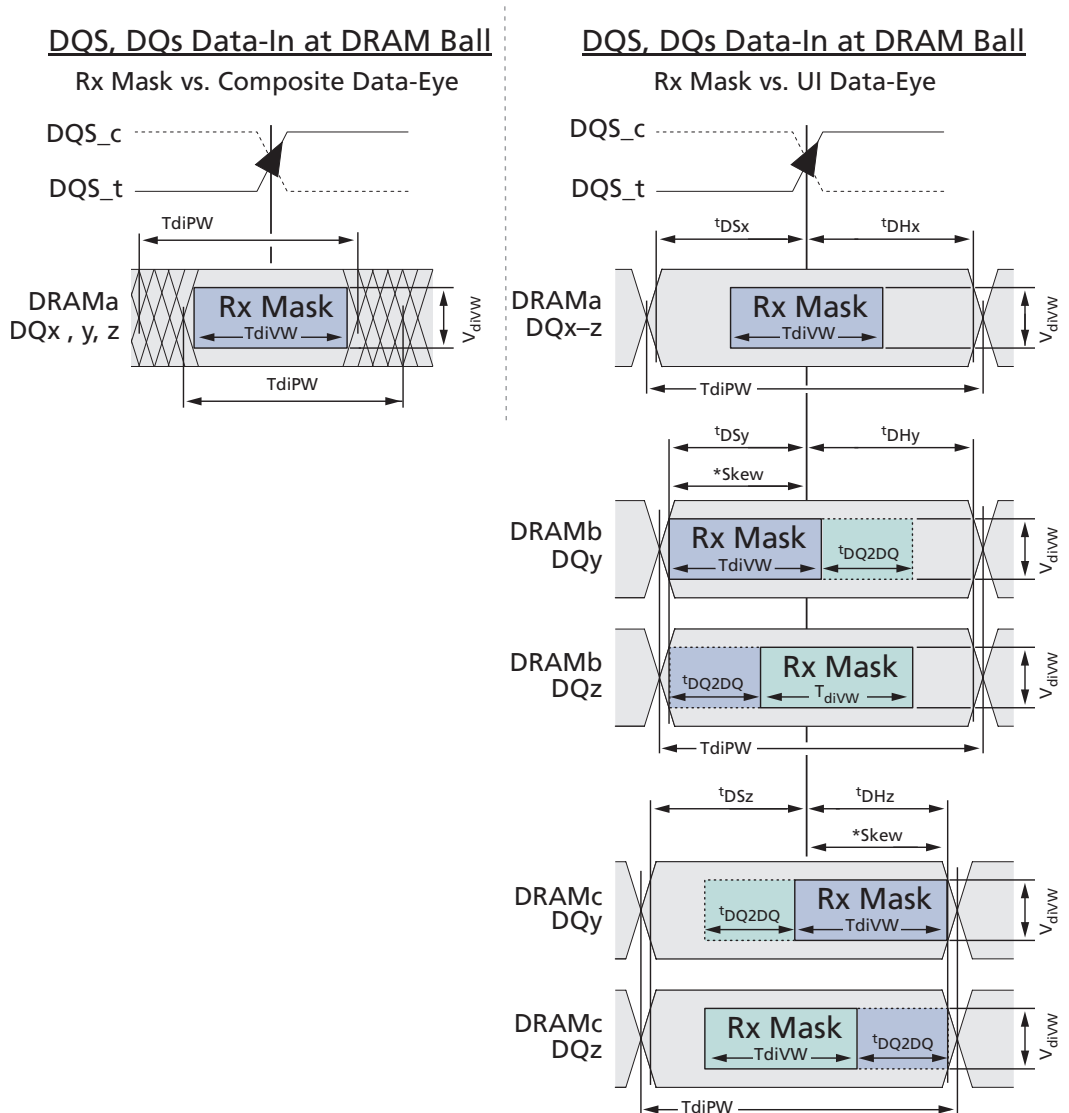 DQS, DQs Data-In at DRAM Ball
Rx Mask vs. Composite Data-Eye
DQS_c
DQS_t
TdiPW
DRAMa
DQx , y, z
Rx Mask
TdiVW
VdiVW
TdiPW
DQS, DQs Data-In at DRAM Ball
Rx Mask vs. UI Data-Eye
DQS_c
DQS_t
tDSx
tDHx
DRAMa
DQx–z
Rx Mask
TdiVW
VdiVW
TdiPW
tDSy
tDHy
*Skew
DRAMb
DQy
Rx Mask
TdiVW
tDQ2DQ
VdiVW
DRAMb
DQz
tDQ2DQ
Rx Mask
TdiVW
VdiVW
TdiPW
tDSz
tDHz
*Skew
DRAMc
DQy
tDQ2DQ
Rx Mask
TdiVW
VdiVW
DRAMc
DQz
Rx Mask
TdiVW
tDQ2DQ
VdiVW
TdiPW